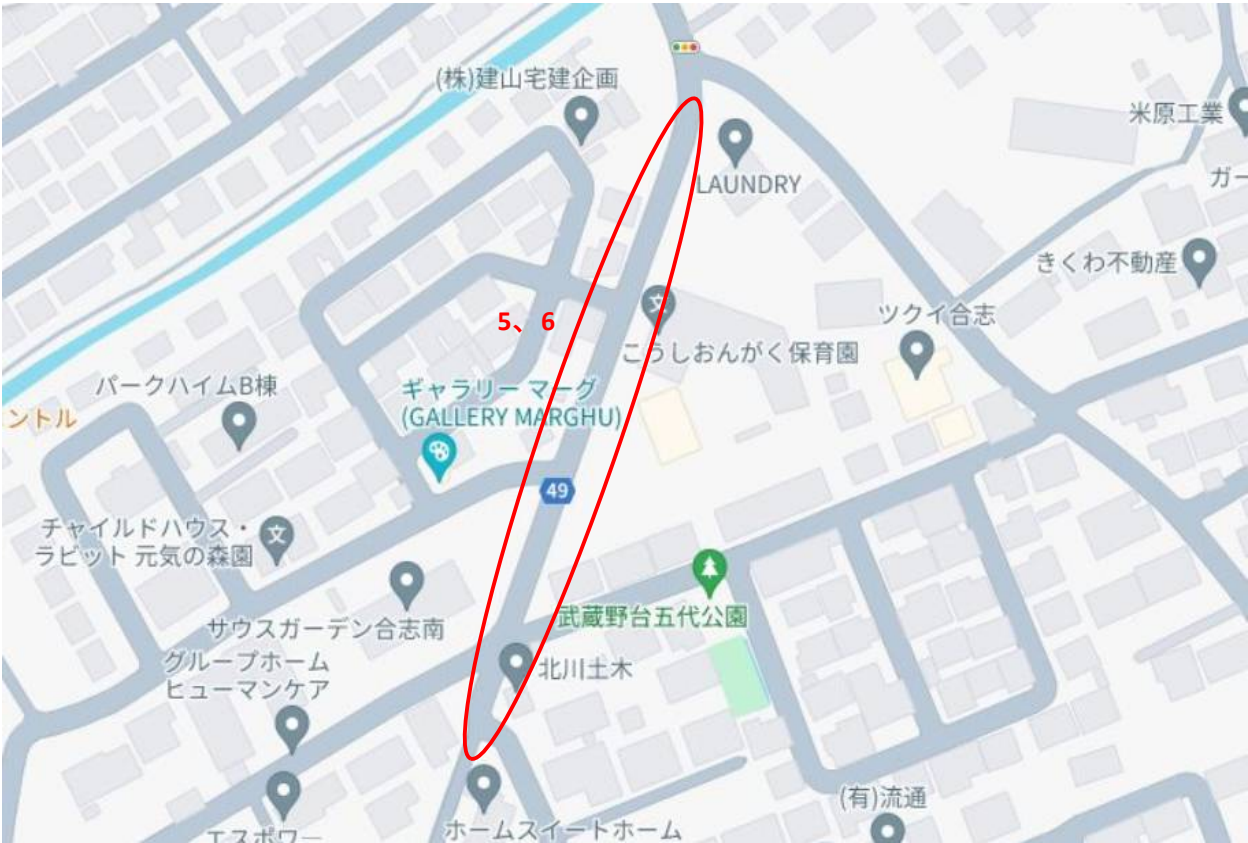 (株)建山宅建企画
米原工業
LAUNDRY
ガー
きくわ不動産
ツクイ合志
5、6
こうしおんがく保育園
パークハイムB棟
ギャラリー マーグ
(GALLERY MARGHU)
ントル
49
チャイルドハウス・
ラビット 元気の森園
文
文
武蔵野台五代公園
サウスガーデン合志南
グループホーム
ヒューマンケア
北川土木
(有)流通
ホームスイートホーム